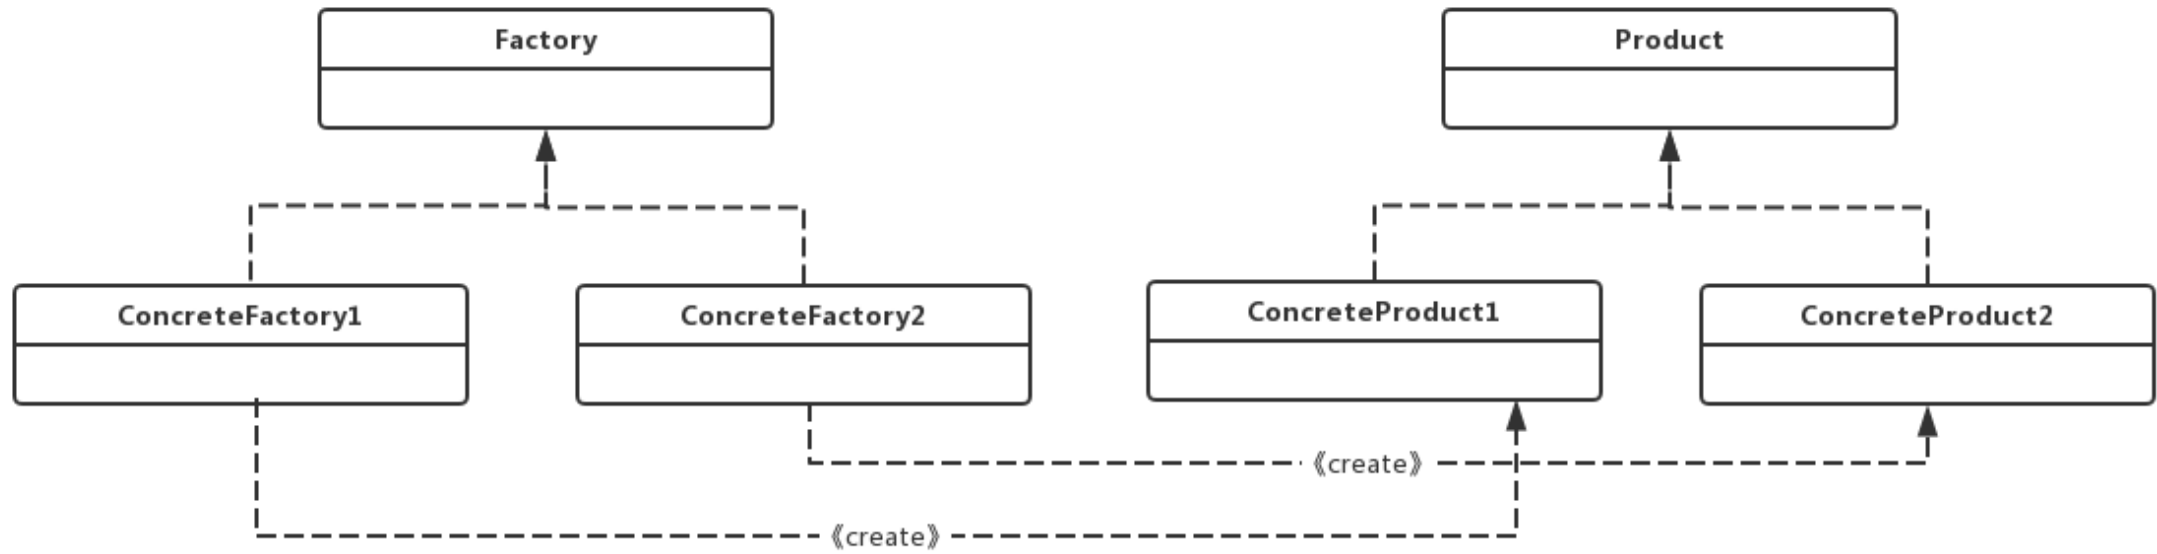 Factory
Product
ConcreteFactory1
ConcreteFactory2
ConcreteProduct1
ConcreteProduct2
《create》
《create》